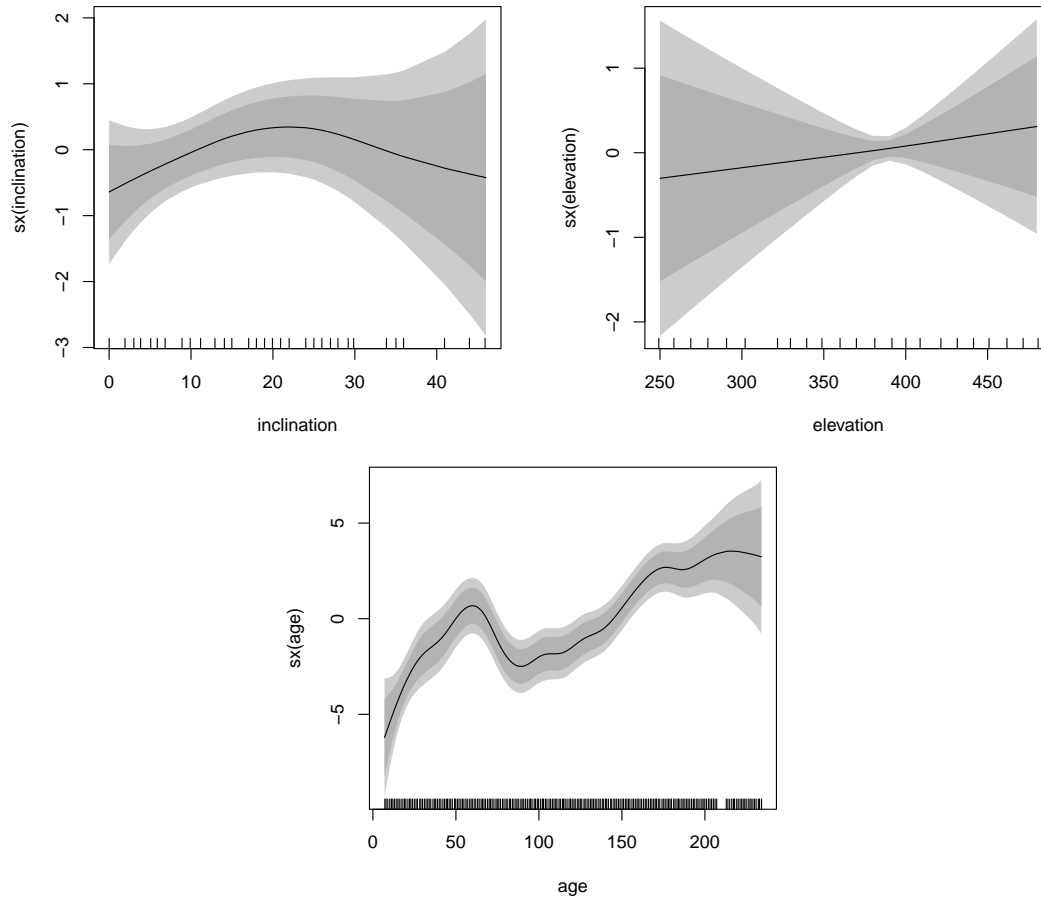 2
1
0
−1
−2
−3
sx(inclination)
0 10 20 30 40
inclination
1
0
−1
−2
sx(elevation)
250 300 350 400 450
elevation
5
0
−5
sx(age)
0 50 100 150 200
age